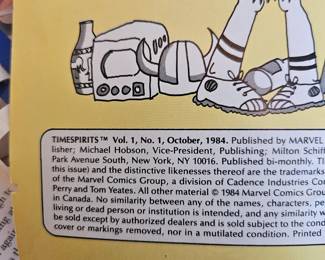 TIMESPIRITS™ Vol. 1, No. 1, October, 1984. Published by MARVEL
lisher; Michael Hobson, Vice-President, Publishing; Milton Schiff
Park Avenue South, New York, NY 10016. Published bi-monthly. TI
this issue) and the distinctive likenesses thereof are the trademarks
of the Marvel Comics Group, a division of Cadence Industries Cor
Perry and Tom Yeates. All other material © 1984 Marvel Comics Grou
in Canada. No similarity between any of the names, characters, pe
living or dead person or institution is intended, and any similarity w
be sold except by authorized dealers and is sold subject to the cond
cover or markings removed, nor in a mutilated condition. Printed